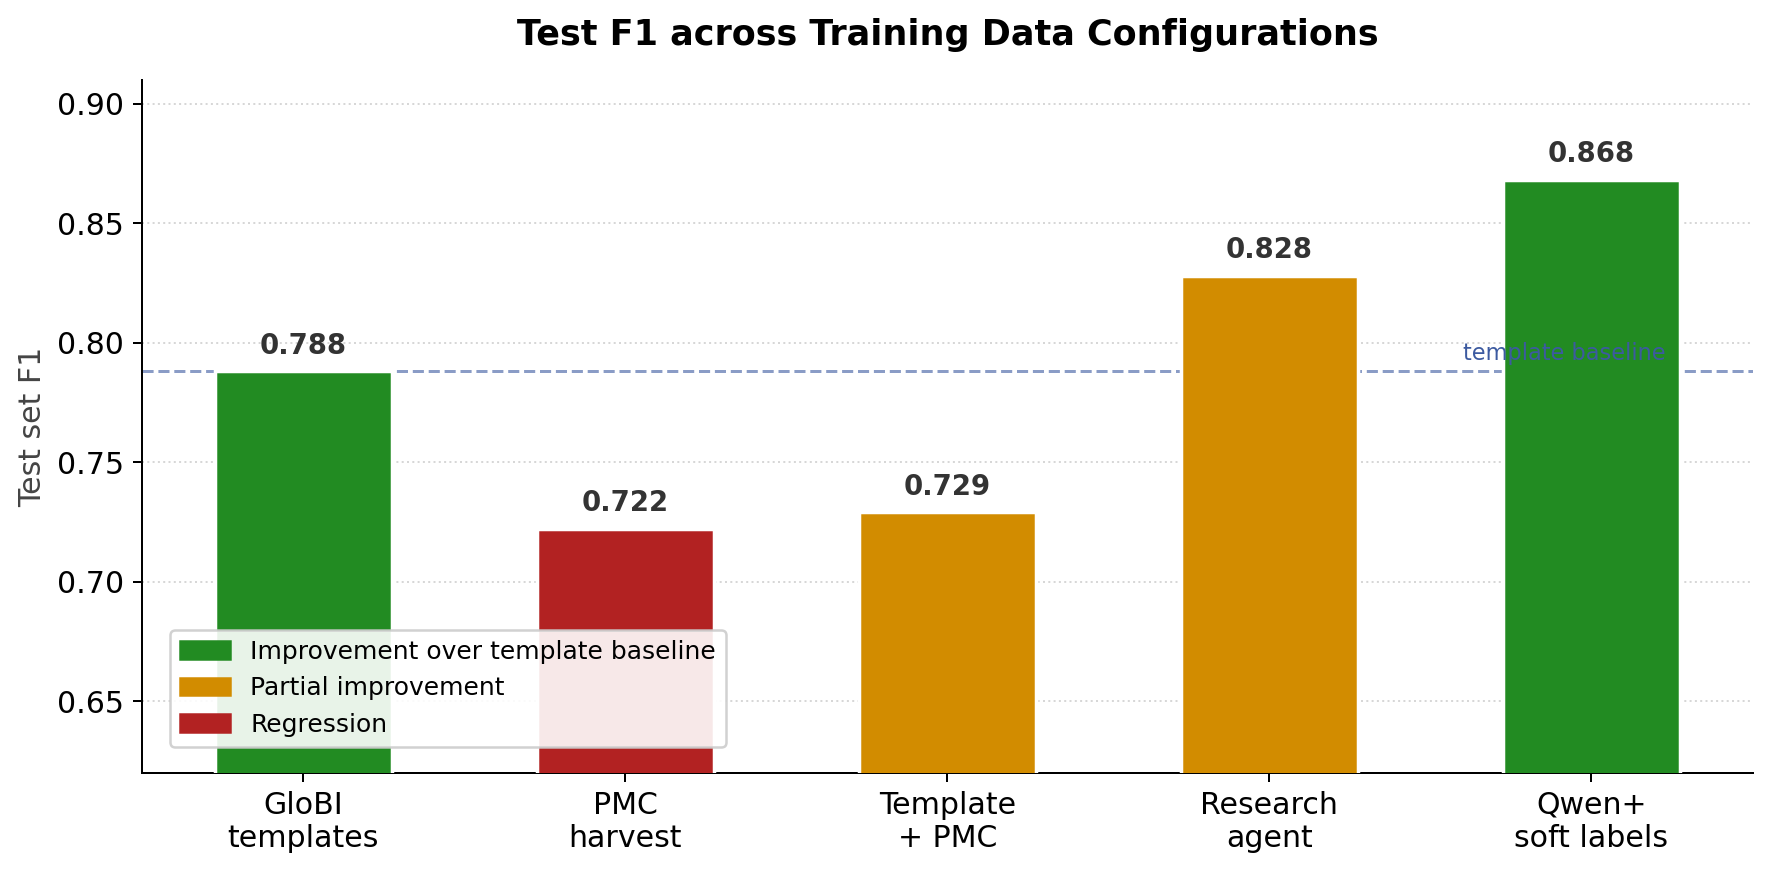 Test F1 across Training Data Configurations
Test set F1
0.90
0.85
0.80
0.75
0.70
0.65
0.788
0.722
0.729
0.828
0.868
template baseline
Improvement over template baseline
Partial improvement
Regression
GloBI
templates
PMC
harvest
Template
+ PMC
Research
agent
Qwen+
soft labels